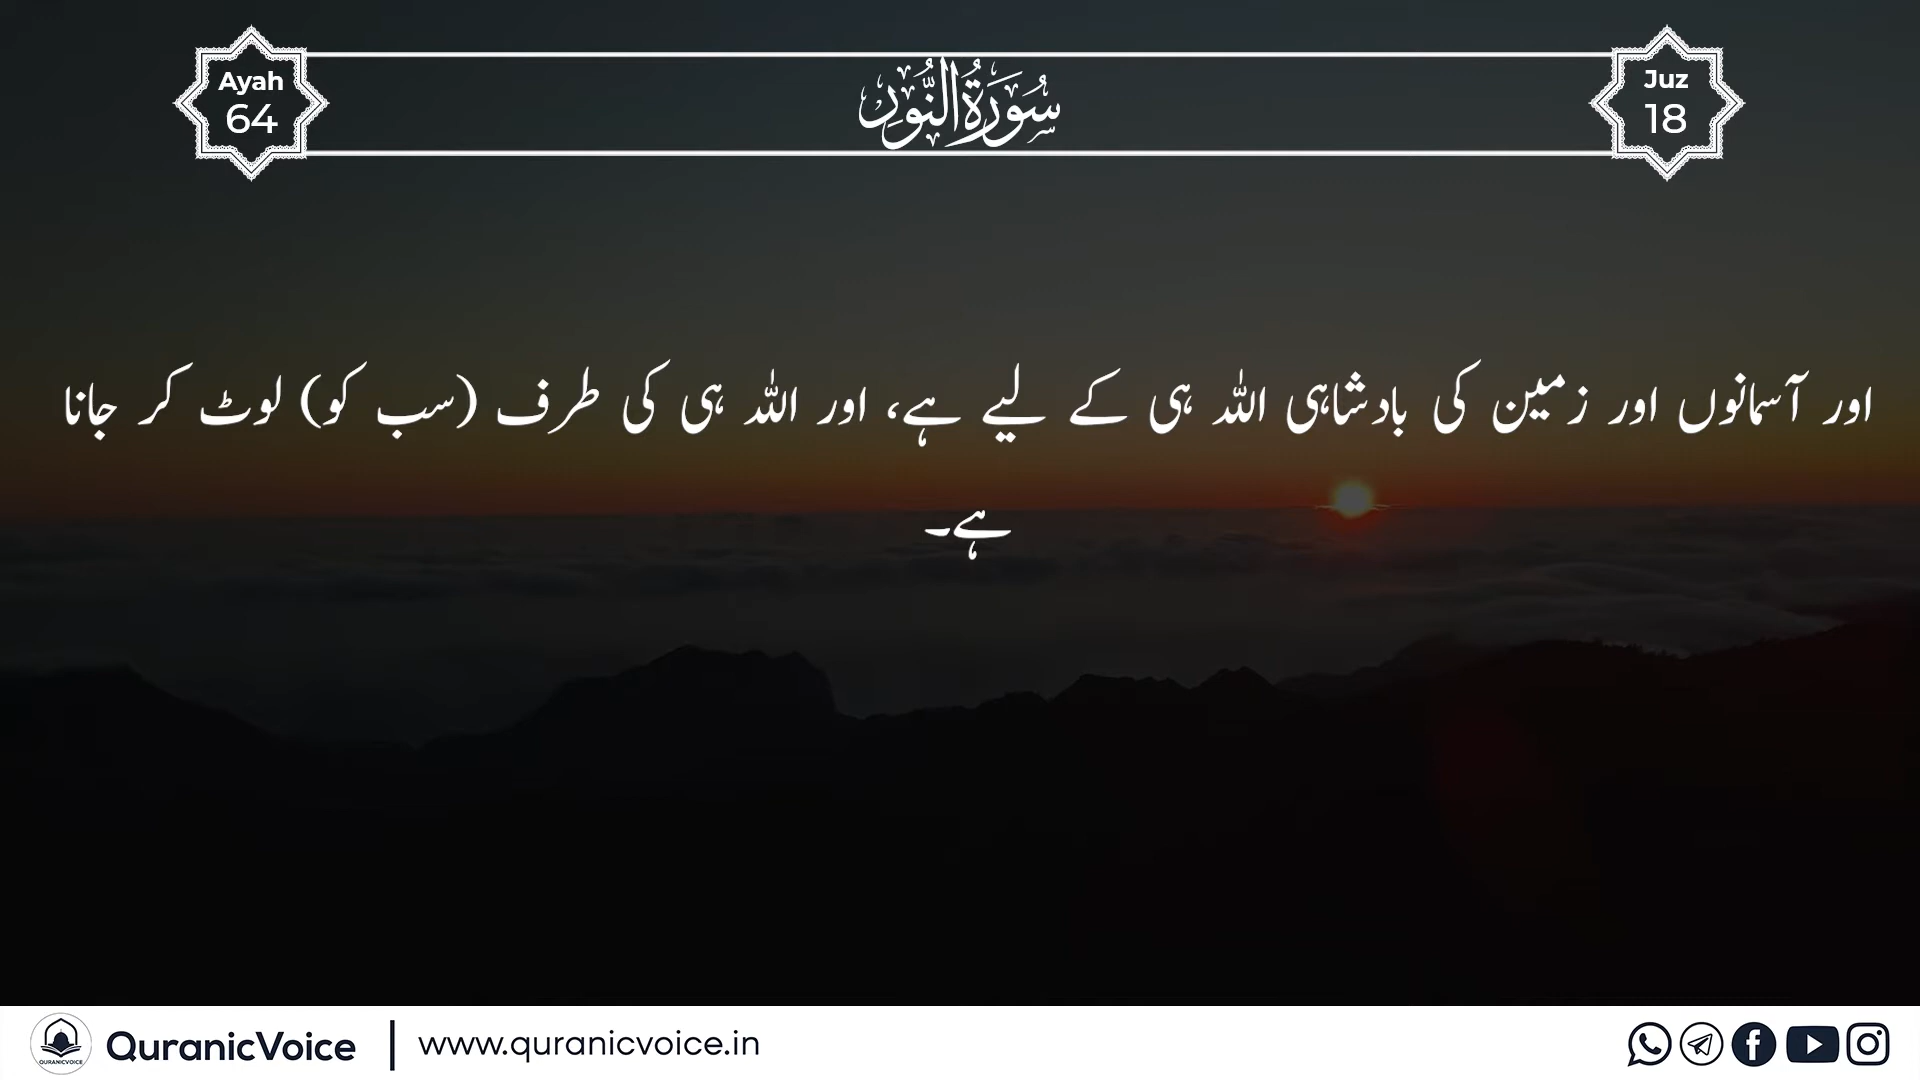 Ayah
64
سُوْرَةُ النُّوْرِ
Juz
18
اور آسمانوں اور زمین کی بادشاہی اللہ ہی کے لیے ہے، اور اللہ ہی کی طرف (سب کو) لوٹ کر جانا
ہے۔
QURANICVOICE
QuranicVoice | www.quranicvoice.in